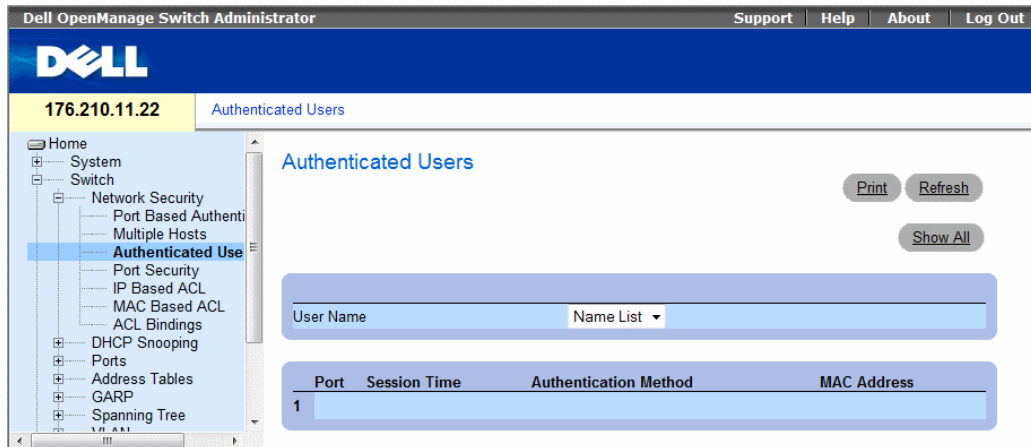 Dell OpenManage Switch Administrator Support Help About Log Out
DELL
176.210.11.22 Authenticated Users
Home
System
Switch
Network Security
Port Based Authenti
Multiple Hosts
Authenticated Use
Port Security
IP Based ACL
MAC Based ACL
ACL Bindings
DHCP Snooping
Ports
Address Tables
GARP
Spanning Tree
VLAN
Authenticated Users
Print Refresh
Show All
User Name Name List
Port Session Time Authentication Method MAC Address
1